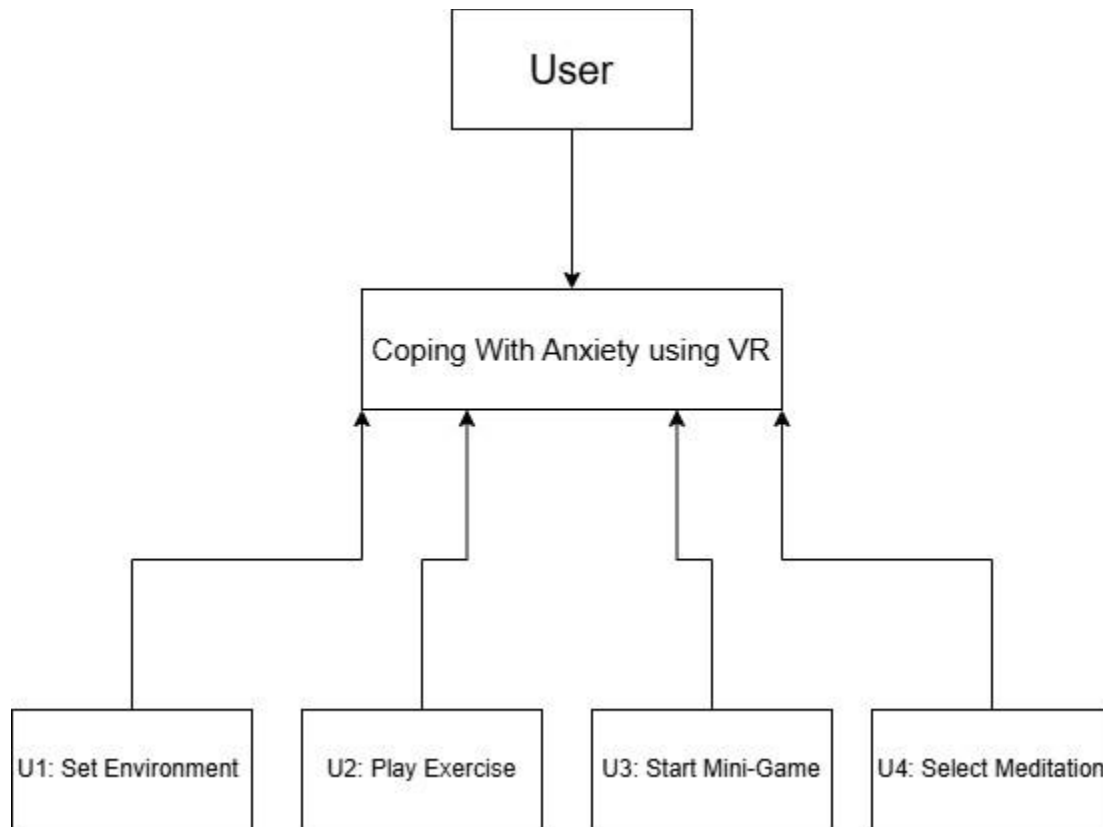 User
Coping With Anxiety using VR
U1: Set Environment
U2: Play Exercise
U3: Start Mini-Game
U4: Select Meditation